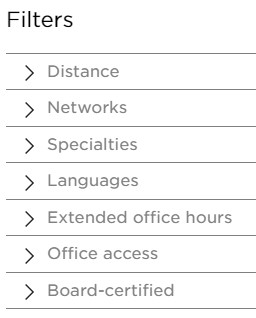 Filters
Distance
Networks
Specialties
Languages
Extended office hours
Office access
Board-certified